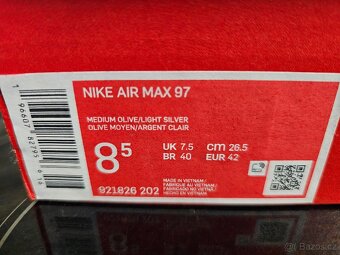 NIKE AIR MAX 97
MEDIUM OLIVE/LIGHT SILVER
OLIVE MOYEN/ARGENT CLAIR
8 5
UK 7.5 cm 26.5
BR 40 EUR 42
921826 202
MADE IN VIETNAM
FABRIQUÉ AU VIETNAM
FABRICADO NO VIETNAM
HECHO EN VIETNAM